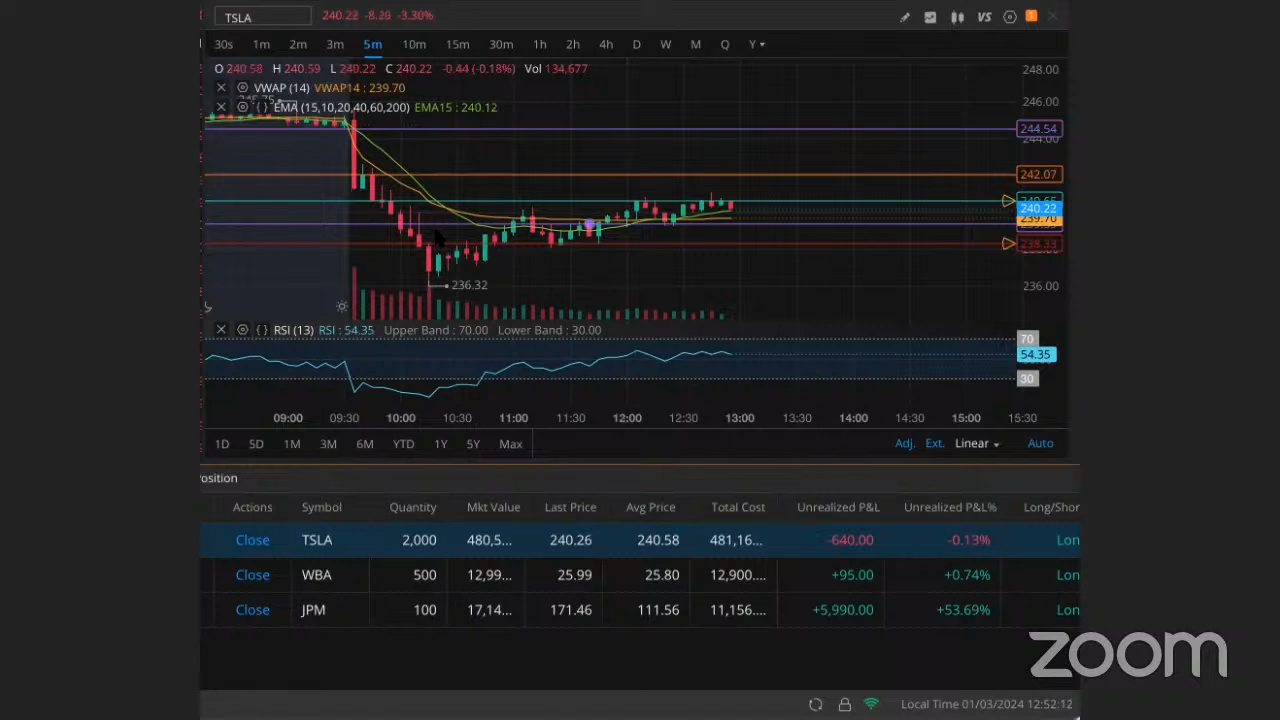 TSLA 240.22 -8.20 -3.30% VS 1
30s 1m 2m 3m 5m 10m 15m 30m 1h 2h 4h D W M Q Y
O 240.58 H 240.59 L 240.22 C 240.22 -0.44 (-0.18%) Vol 134,677
248.00
VWAP (14) VWAP14 : 239.70
246.00
EMA (15,10,20,40,60,200) EMA15 : 240.12
244.54
244.00
242.07
240.22
239.70
238.33
236.32
236.00
RSI (13) RSI : 54.35 Upper Band : 70.00 Lower Band : 30.00
70
54.35
30
09:00 09:30 10:00 10:30 11:00 11:30 12:00 12:30 13:00 13:30 14:00 14:30 15:00 15:30
1D 5D 1M 3M 6M YTD 1Y 5Y Max Adj. Ext. Linear Auto
osition
Actions Symbol Quantity Mkt Value Last Price Avg Price Total Cost Unrealized P&L Unrealized P&L% Long/Shor
Close TSLA 2,000 480,5... 240.26 240.58 481,16... -640.00 -0.13% Lon
Close WBA 500 12,99... 25.99 25.80 12,900.... +95.00 +0.74% Lon
Close JPM 100 17,14... 171.46 111.56 11,156.... +5,990.00 +53.69% Lon
zoom
Local Time 01/03/2024 12:52:12